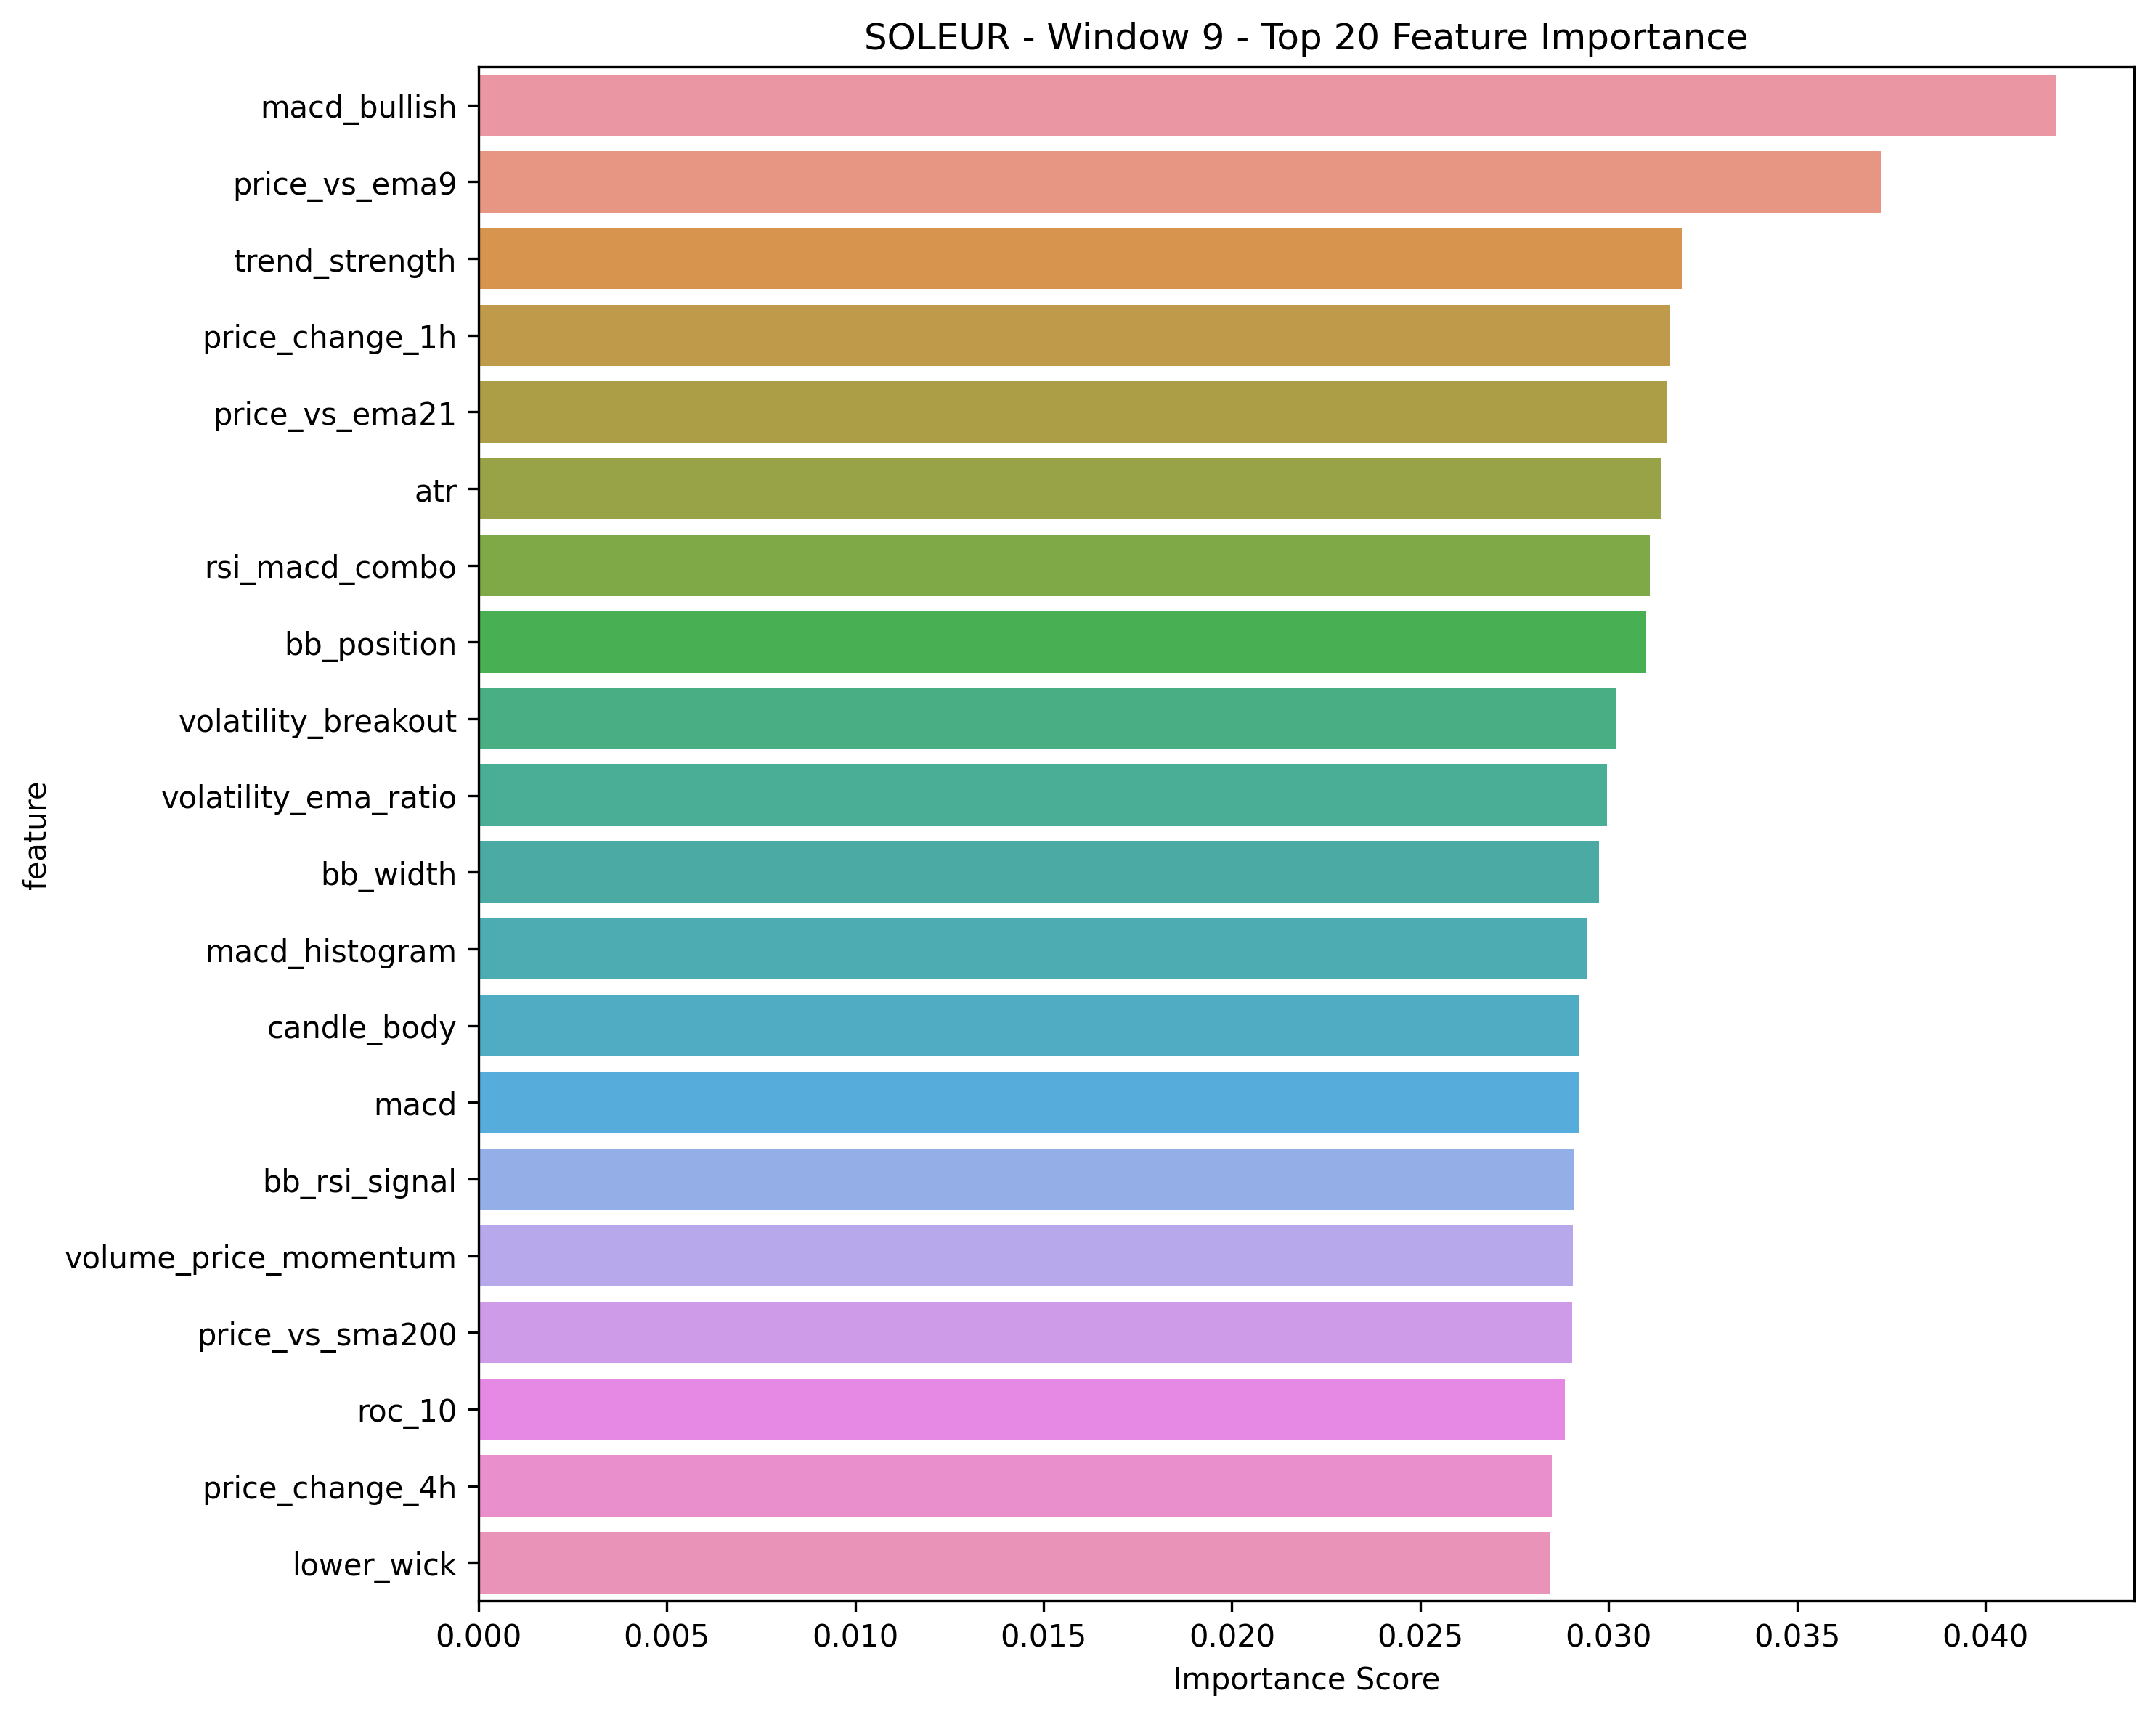 SOLEUR - Window 9 - Top 20 Feature Importance
macd_bullish
price_vs_ema9
trend_strength
price_change_1h
price_vs_ema21
atr
rsi_macd_combo
bb_position
volatility_breakout
volatility_ema_ratio
bb_width
macd_histogram
candle_body
macd
bb_rsi_signal
volume_price_momentum
price_vs_sma200
roc_10
price_change_4h
lower_wick
feature
0.000 0.005 0.010 0.015 0.020 0.025 0.030 0.035 0.040
Importance Score